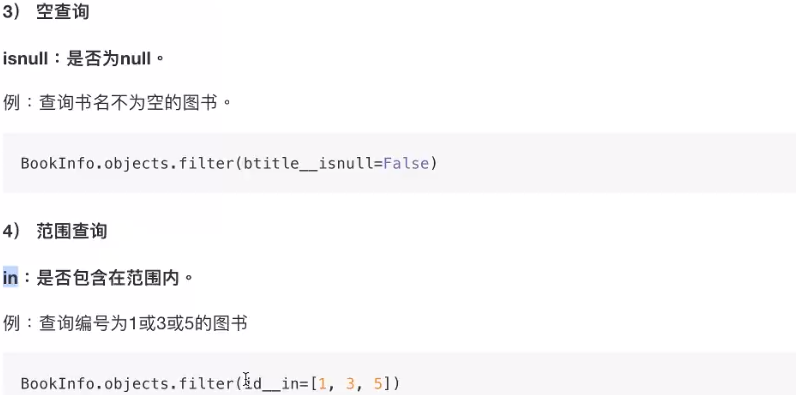 3） 空查询
isnull：是否为null。
例：查询书名不为空的图书。
BookInfo.objects.filter(btitle__isnull=False)
4） 范围查询
in：是否包含在范围内。
例：查询编号为1或3或5的图书
BookInfo.objects.filter(id__in=[1, 3, 5])